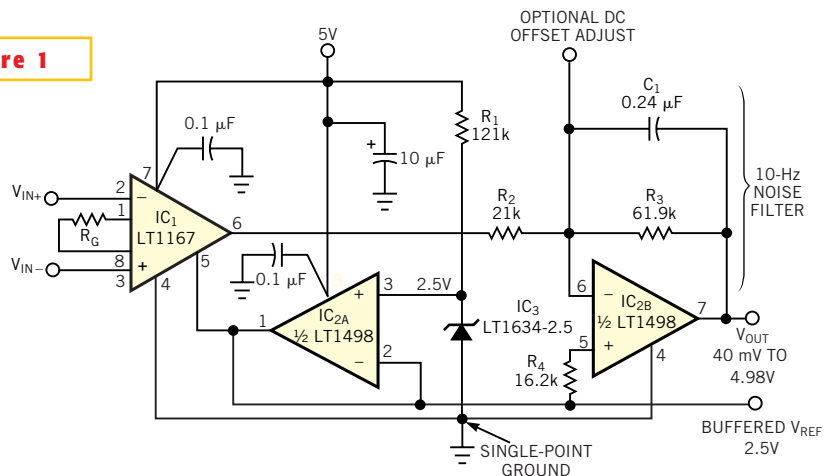 re 1
OPTIONAL DC
OFFSET ADJUST
5V
C1
0.24 µF
R1
121k
0.1 µF
+
10 µF
10-Hz
NOISE
FILTER
7
VIN+
2
−
1
RG
IC1
LT1167
6
R2
21k
R3
61.9k
VIN−
8
+
3
5
4
0.1 µF
2.5V
3
+
IC2A
½ LT1498
1
−
2
IC3
LT1634-2.5
6
−
IC2B
½ LT1498
7
5
+
4
R4
16.2k
VOUT
40 mV TO
4.98V
BUFFERED VREF
2.5V
SINGLE-POINT
GROUND